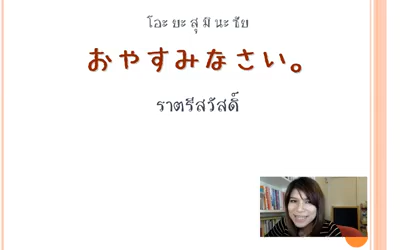 โอะ ยะ สุ มิ นะ ซัย
おやすみなさい。
ราตรีสวัสดิ์